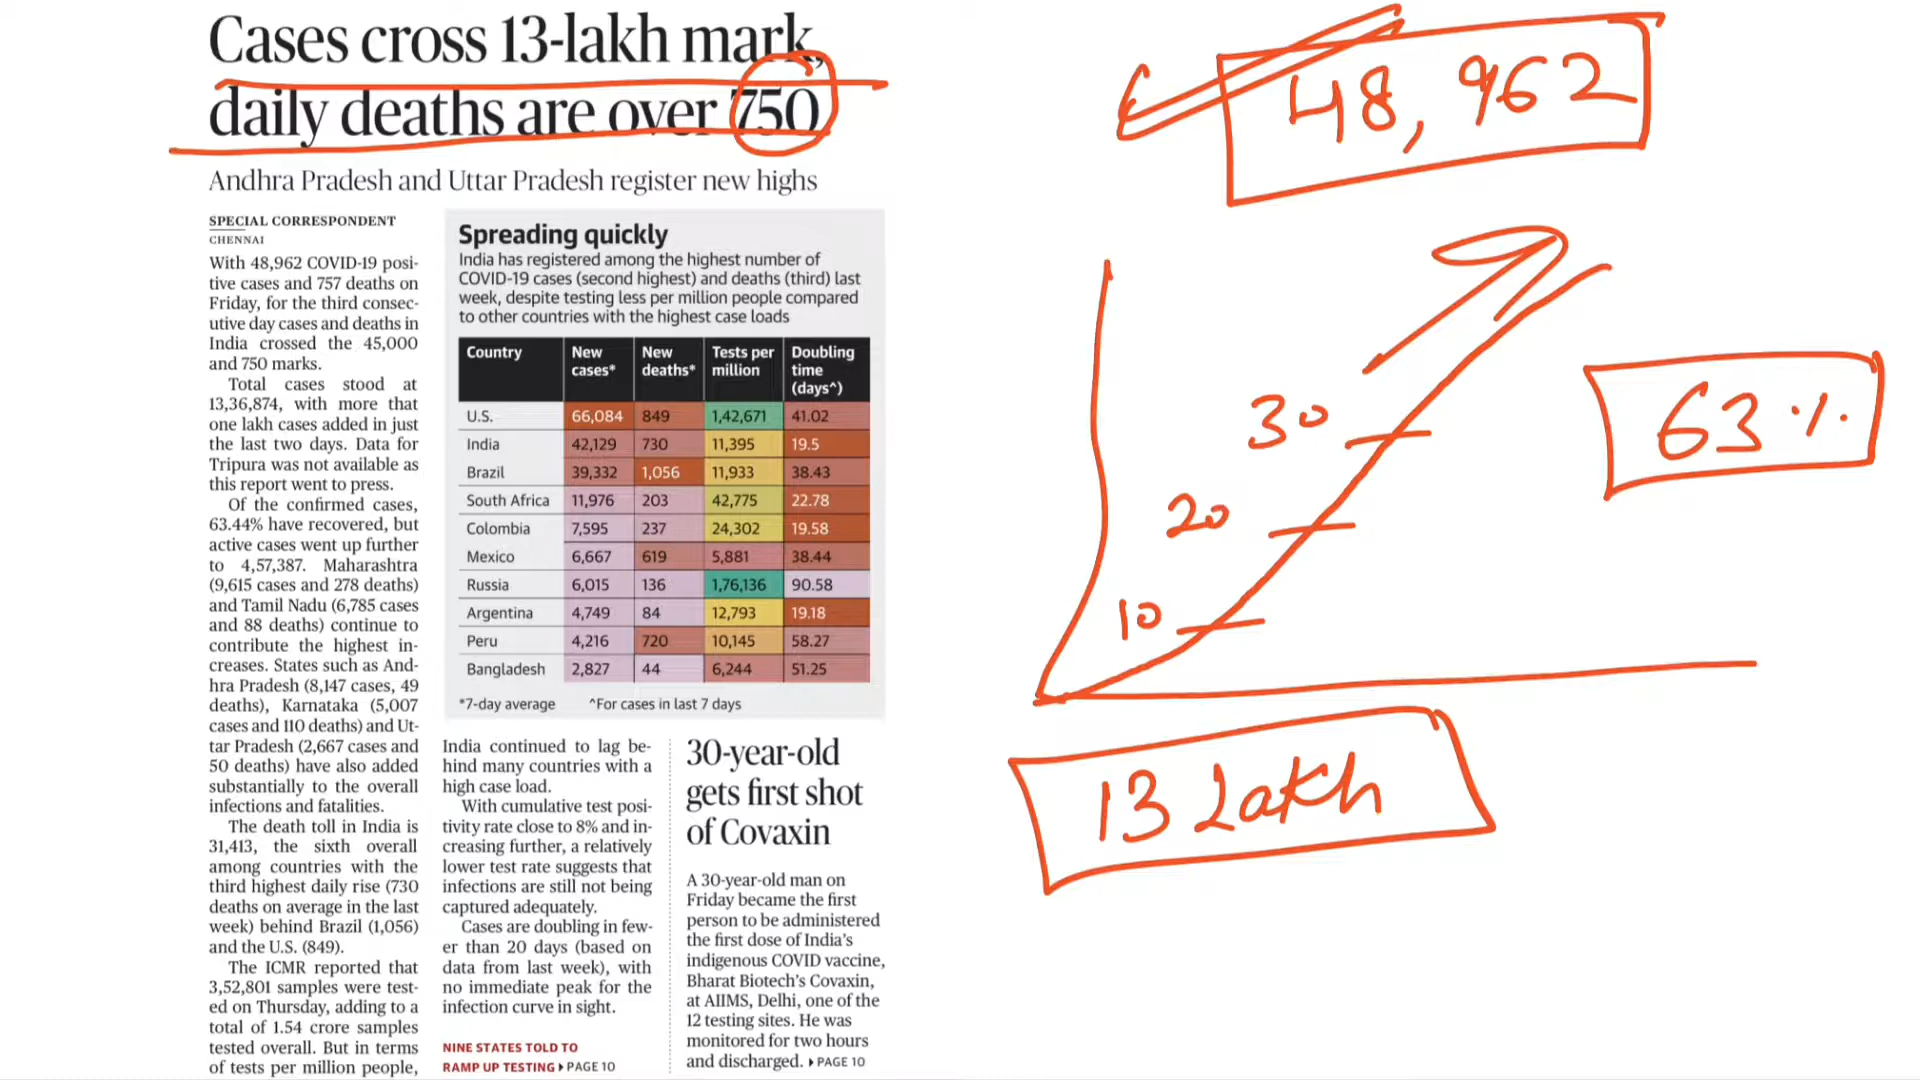 Cases cross 13-lakh mark,
daily deaths are over 750
Andhra Pradesh and Uttar Pradesh register new highs
SPECIAL CORRESPONDENT
CHENNAI
With 48,962 COVID-19 posi-
tive cases and 757 deaths on
Friday, for the third consec-
utive day cases and deaths in
India crossed the 45,000
and 750 marks.
Total cases stood at
13,36,874, with more that
one lakh cases added in just
the last two days. Data for
Tripura was not available as
this report went to press.
Of the confirmed cases,
63.44% have recovered, but
active cases went up further
to 4,57,387. Maharashtra
(9,615 cases and 278 deaths)
and Tamil Nadu (6,785 cases
and 88 deaths) continue to
contribute the highest in-
creases. States such as And-
hra Pradesh (8,147 cases, 49
deaths), Karnataka (5,007
cases and 110 deaths) and Ut-
tar Pradesh (2,667 cases and
50 deaths) have also added
substantially to the overall
infections and fatalities.
The death toll in India is
31,413, the sixth overall
among countries with the
third highest daily rise (730
deaths on average in the last
week) behind Brazil (1,056)
and the U.S. (849).
The ICMR reported that
3,52,801 samples were test-
ed on Thursday, adding to a
total of 1.54 crore samples
tested overall. But in terms
of tests per million people,
Spreading quickly
India has registered among the highest number of
COVID-19 cases (second highest) and deaths (third) last
week, despite testing less per million people compared
to other countries with the highest case loads
Country New cases* New deaths* Tests per million Doubling time (days^)
U.S. 66,084 849 1,42,671 41.02
India 42,129 730 11,395 19.5
Brazil 39,332 1,056 11,933 38.43
South Africa 11,976 203 42,775 22.78
Colombia 7,595 237 24,302 19.58
Mexico 6,667 619 5,881 38.44
Russia 6,015 136 1,76,136 90.58
Argentina 4,749 84 12,793 19.18
Peru 4,216 720 10,145 58.27
Bangladesh 2,827 44 6,244 51.25
*7-day average ^For cases in last 7 days
India continued to lag be-
hind many countries with a
high case load.
With cumulative test posi-
tivity rate close to 8% and in-
creasing further, a relatively
lower test rate suggests that
infections are still not being
captured adequately.
Cases are doubling in few-
er than 20 days (based on
data from last week), with
no immediate peak for the
infection curve in sight.
NINE STATES TOLD TO
RAMP UP TESTING PAGE 10
30-year-old
gets first shot
of Covaxin
A 30-year-old man on
Friday became the first
person to be administered
the first dose of India's
indigenous COVID vaccine,
Bharat Biotech's Covaxin,
at AIIMS, Delhi, one of the
12 testing sites. He was
monitored for two hours
and discharged. PAGE 10
48,962
30
63%
20
10
13 Lakh